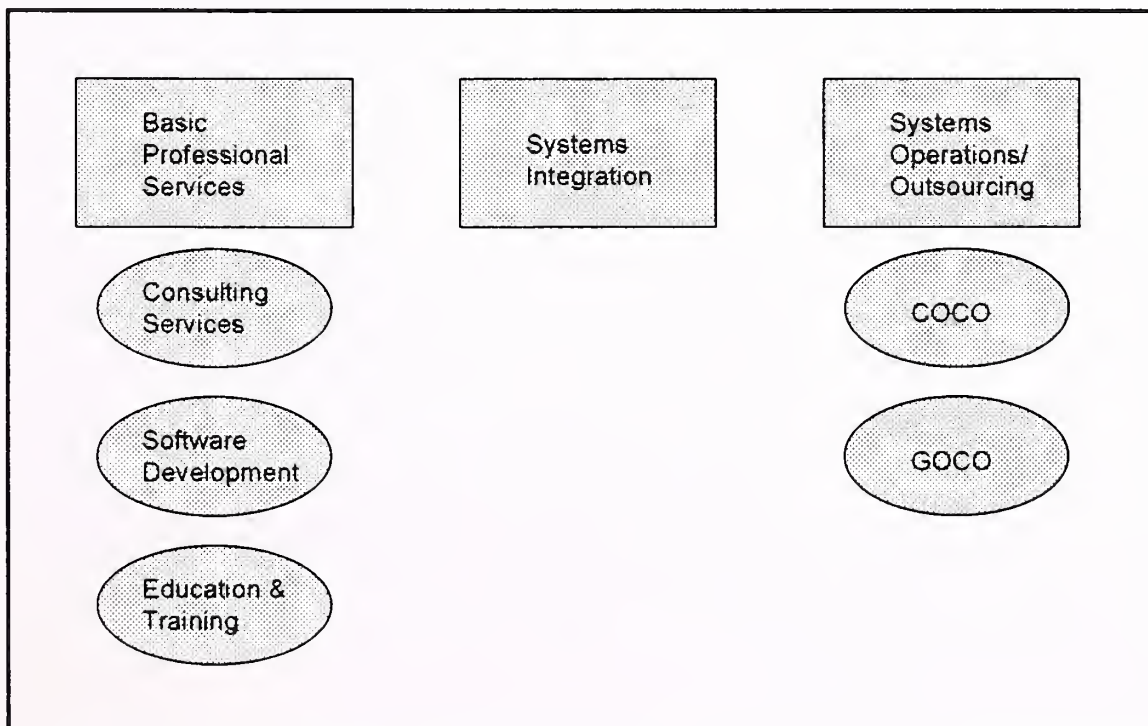 Basic
Professional
Services
Systems
Integration
Systems
Operations/
Outsourcing
Consulting
Services
COCO
Software
Development
GOCO
Education &
Training